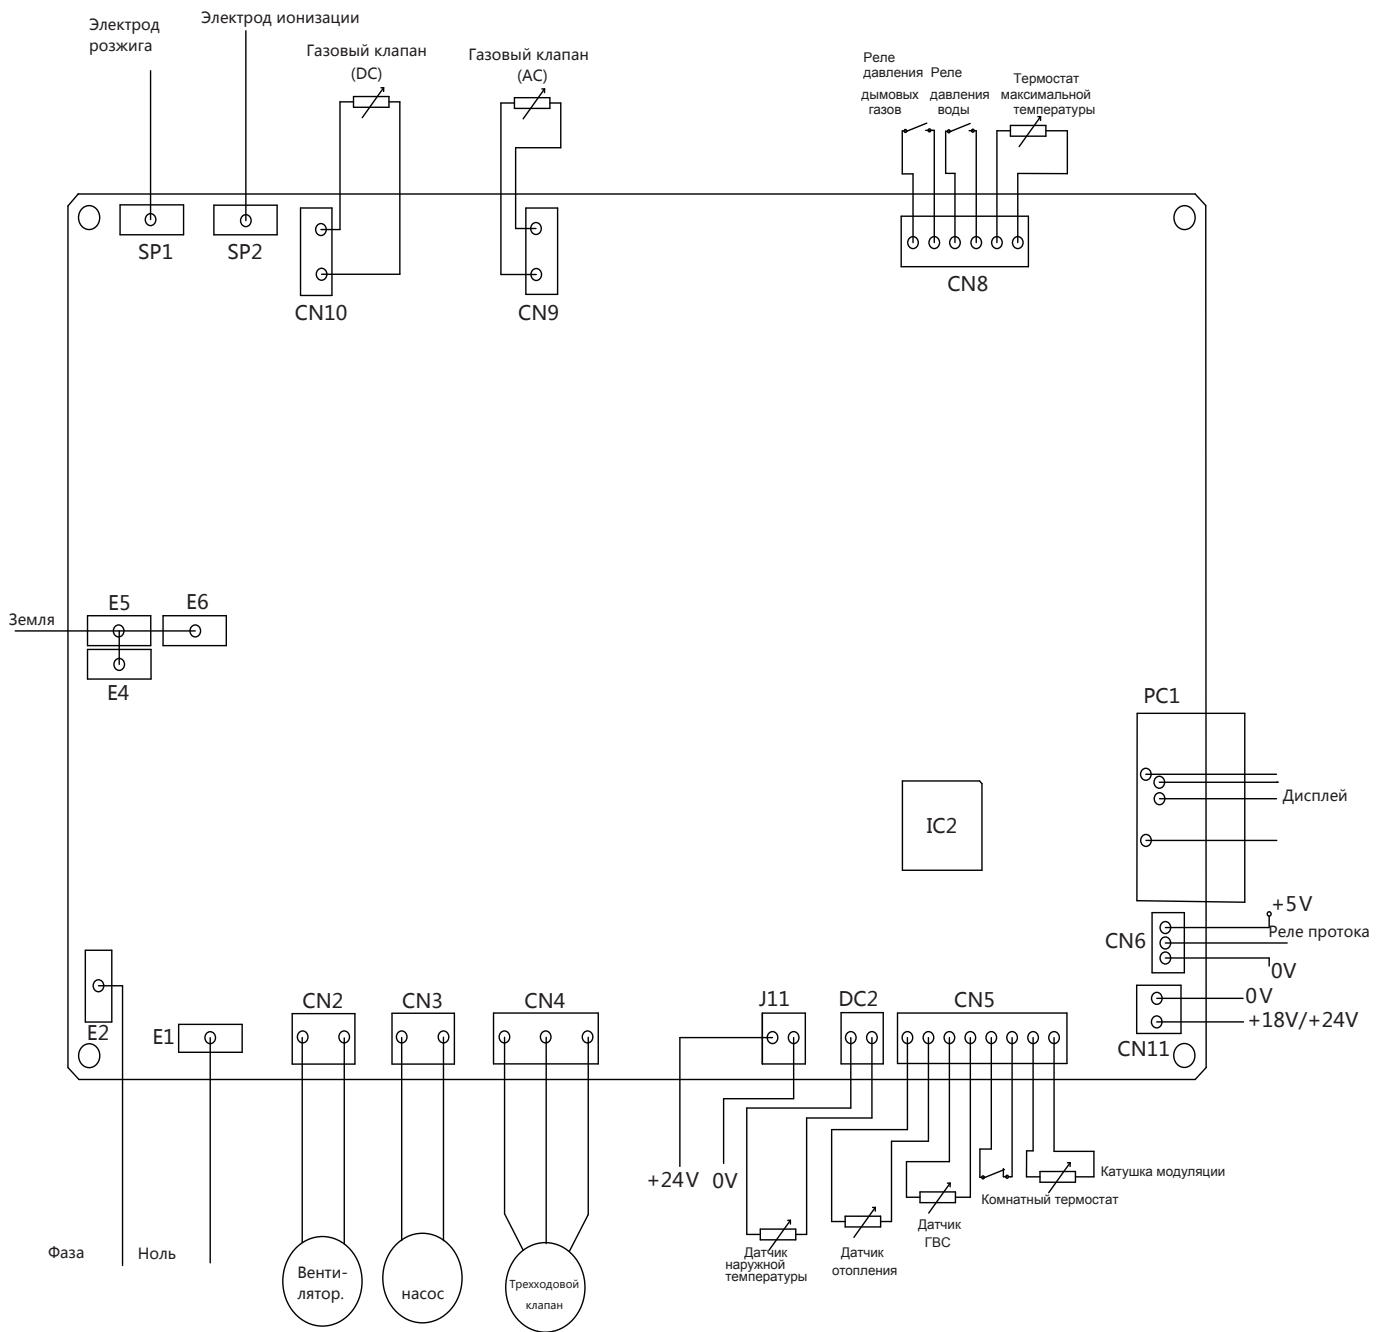 Электрод
розжига
Электрод ионизации
Газовый клапан
(DC)
Газовый клапан
(AC)
Реле
давления
дымовых
газов
Реле
давления
воды
Термостат
максимальной
температуры
SP1
SP2
CN10
CN9
CN8
Земля
E5
E6
E4
PC1
Дисплей
IC2
+5V
CN6
Реле протока
0V
0V
+18V/+24V
CN11
E2
E1
CN2
CN3
CN4
J11
DC2
CN5
+24V
0V
Катушка модуляции
Комнатный термостат
Датчик
ГВС
Датчик
наружной
температуры
Датчик
отопления
Фаза
Ноль
Венти-
лятор.
насос
Трехходовой
клапан